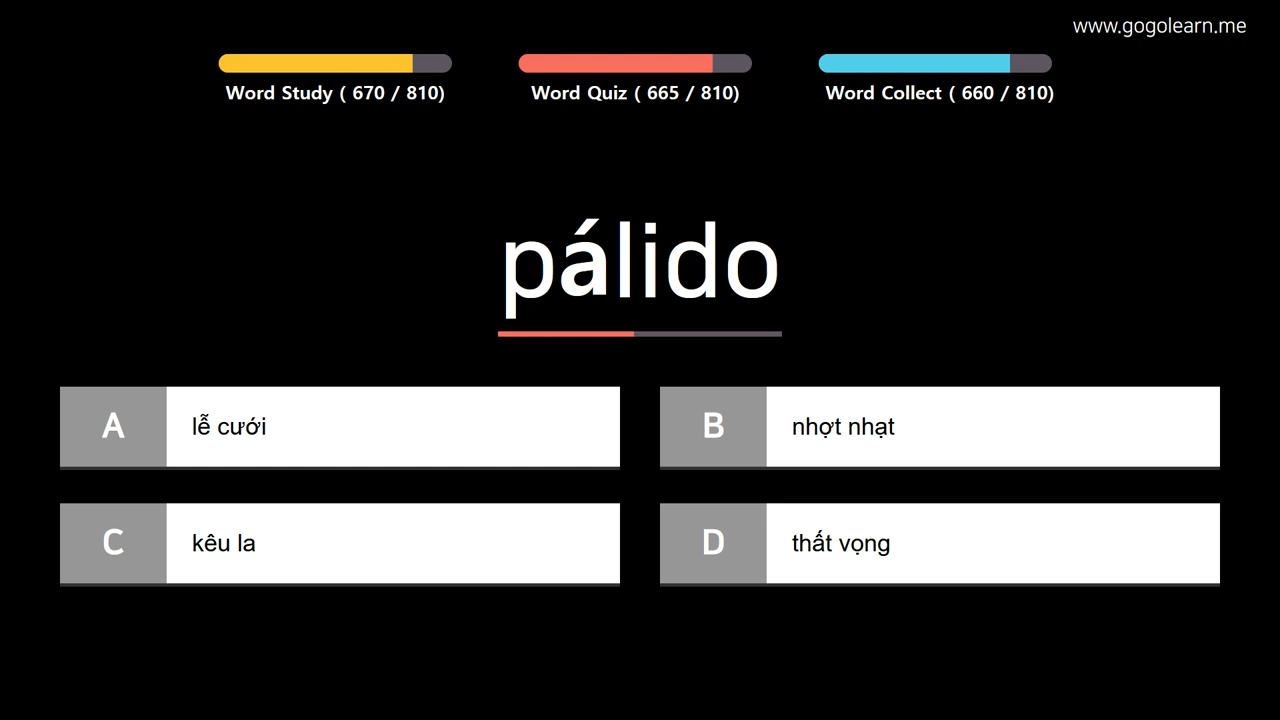 www.gogolearn.me
Word Study ( 670 / 810)
Word Quiz ( 665 / 810)
Word Collect ( 660 / 810)
pálido
A
lễ cưới
B
nhợt nhạt
C
kêu la
D
thất vọng